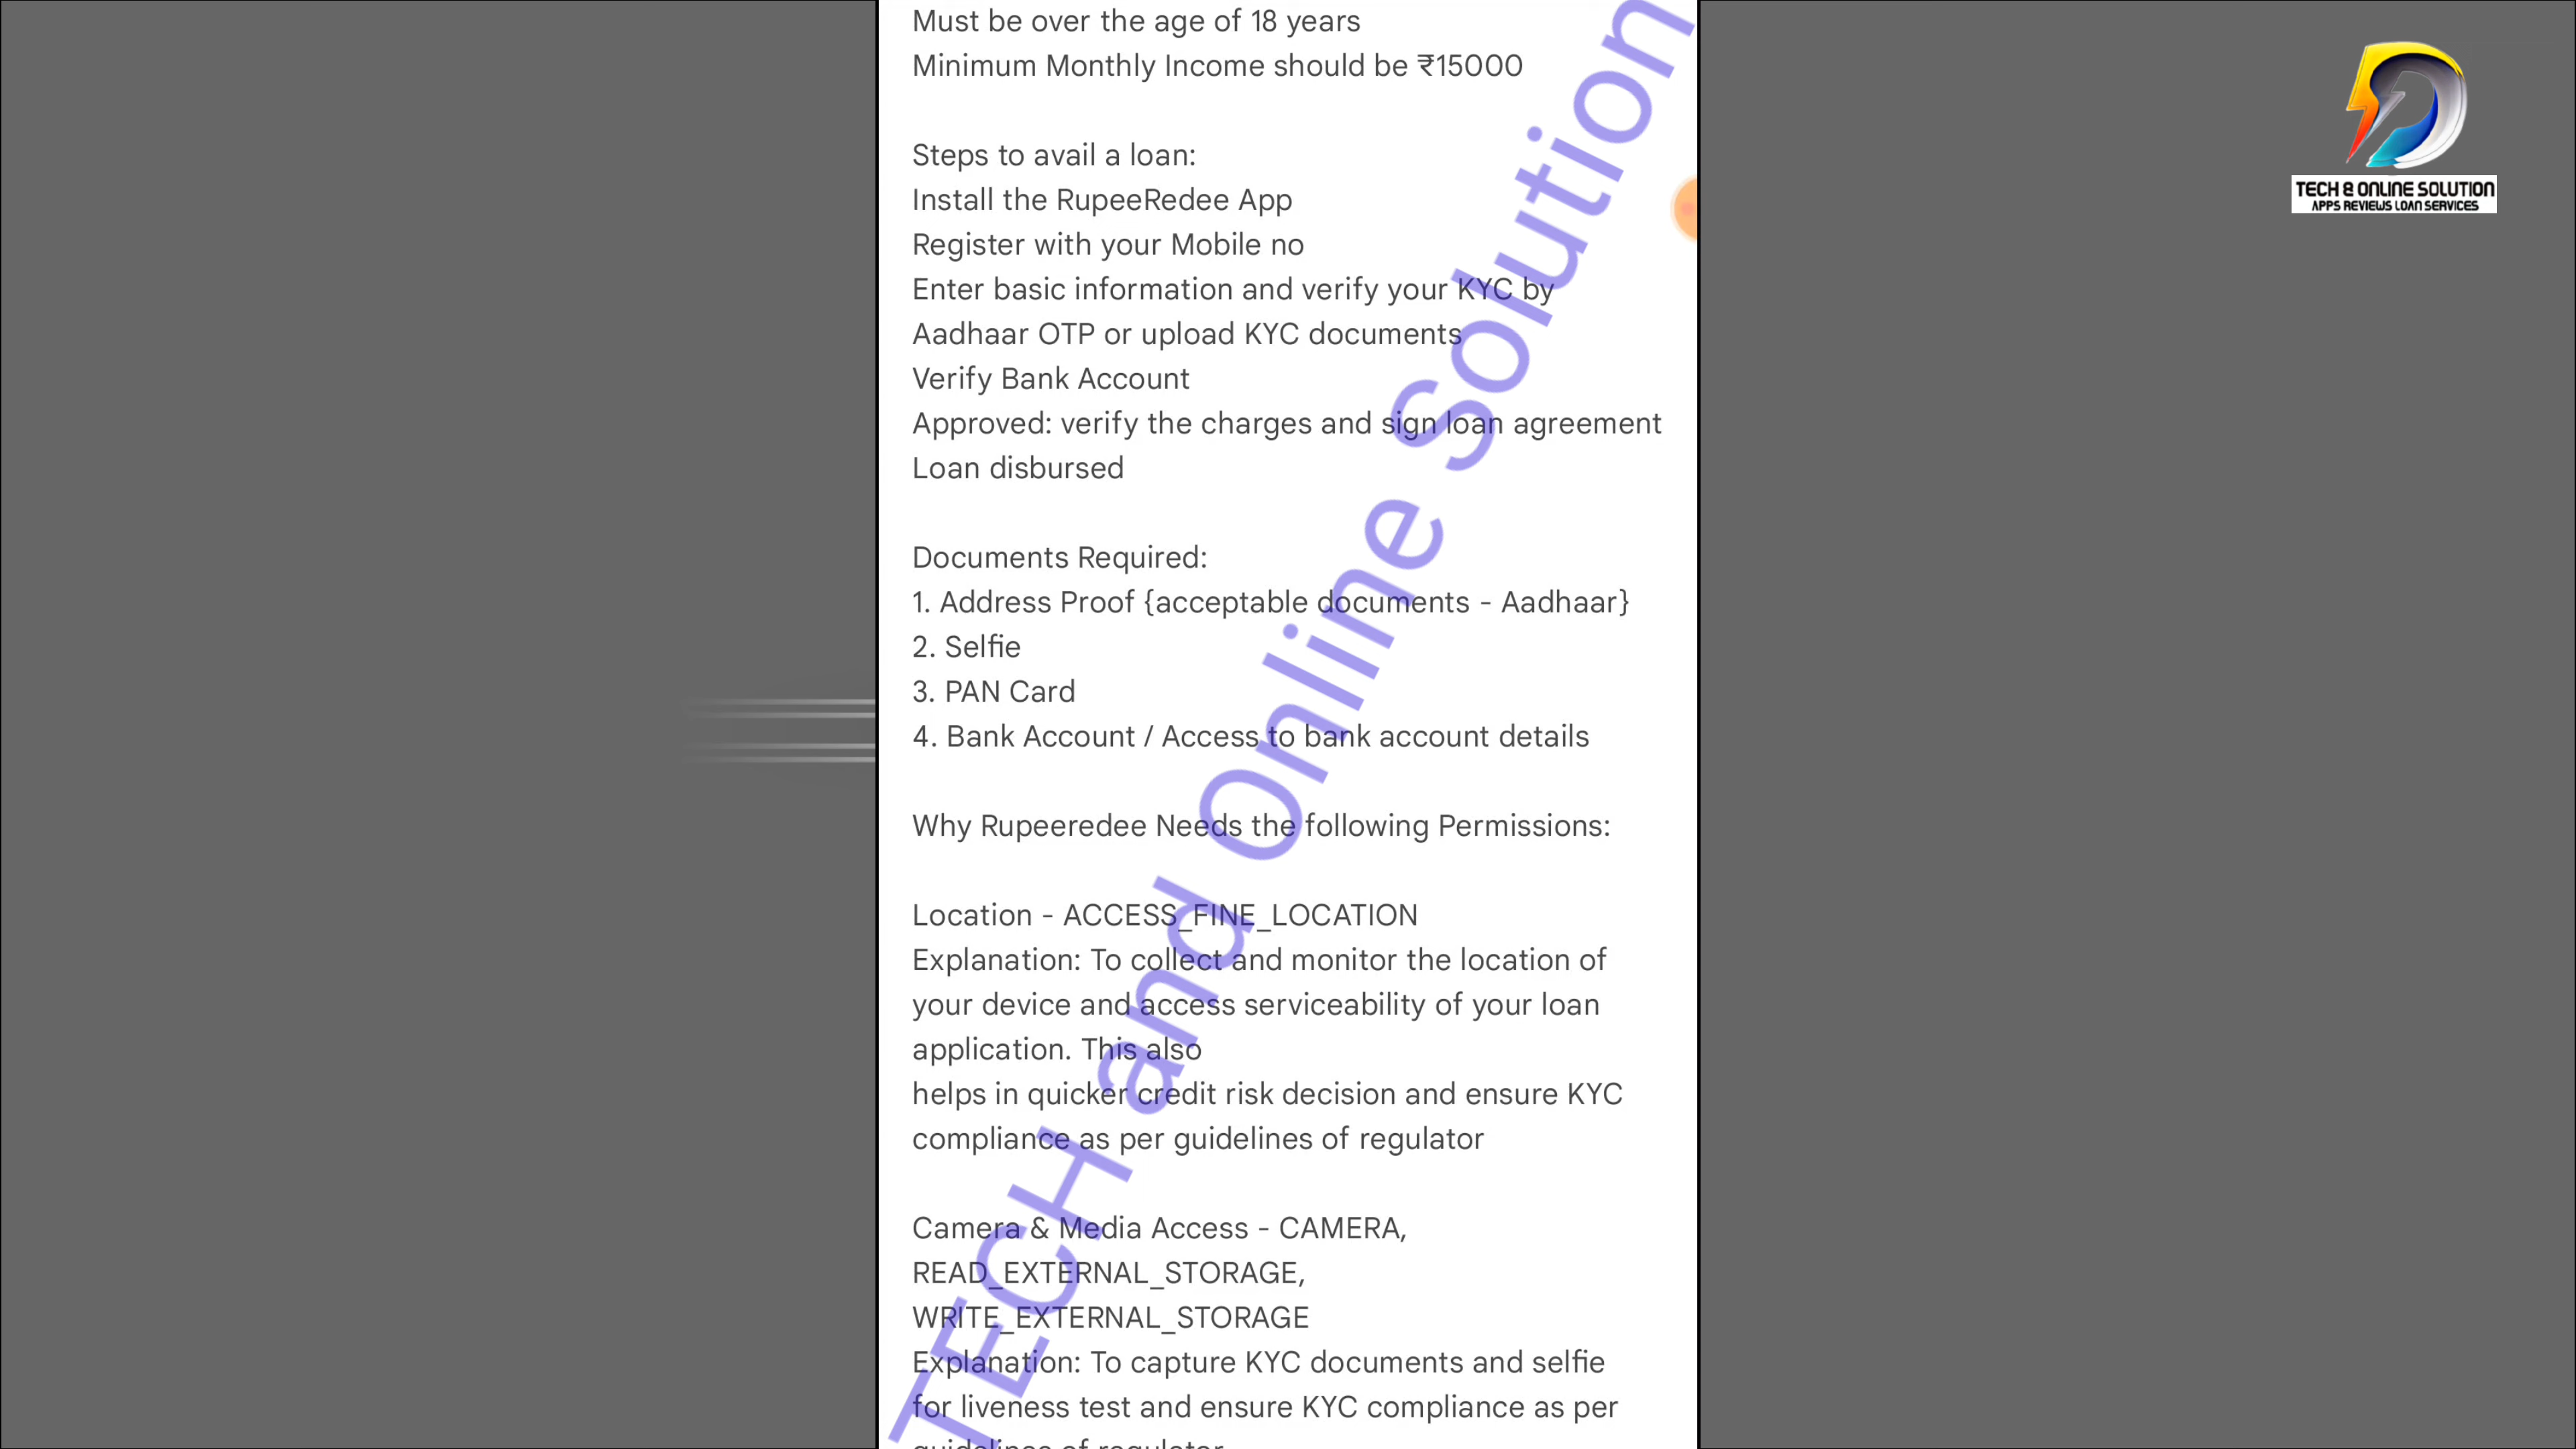 Must be over the age of 18 years
Minimum Monthly Income should be ₹15000
Steps to avail a loan:
Install the RupeeRedee App
Register with your Mobile no
Enter basic information and verify your KYC by
Aadhaar OTP or upload KYC documents
Verify Bank Account
Approved: verify the charges and sign loan agreement
Loan disbursed
Documents Required:
1. Address Proof {acceptable documents - Aadhaar}
2. Selfie
3. PAN Card
4. Bank Account / Access to bank account details
Why Rupeeredee Needs the following Permissions:
Location - ACCESS_FINE_LOCATION
Explanation: To collect and monitor the location of
your device and access serviceability of your loan
application. This also
helps in quicker credit risk decision and ensure KYC
compliance as per guidelines of regulator
Camera & Media Access - CAMERA,
READ_EXTERNAL_STORAGE,
WRITE_EXTERNAL_STORAGE
Explanation: To capture KYC documents and selfie
for liveness test and ensure KYC compliance as per
guidelines of regulator
TECH and Online Solution
TECH & ONLINE SOLUTION
APPS REVIEWS LOAN SERVICES